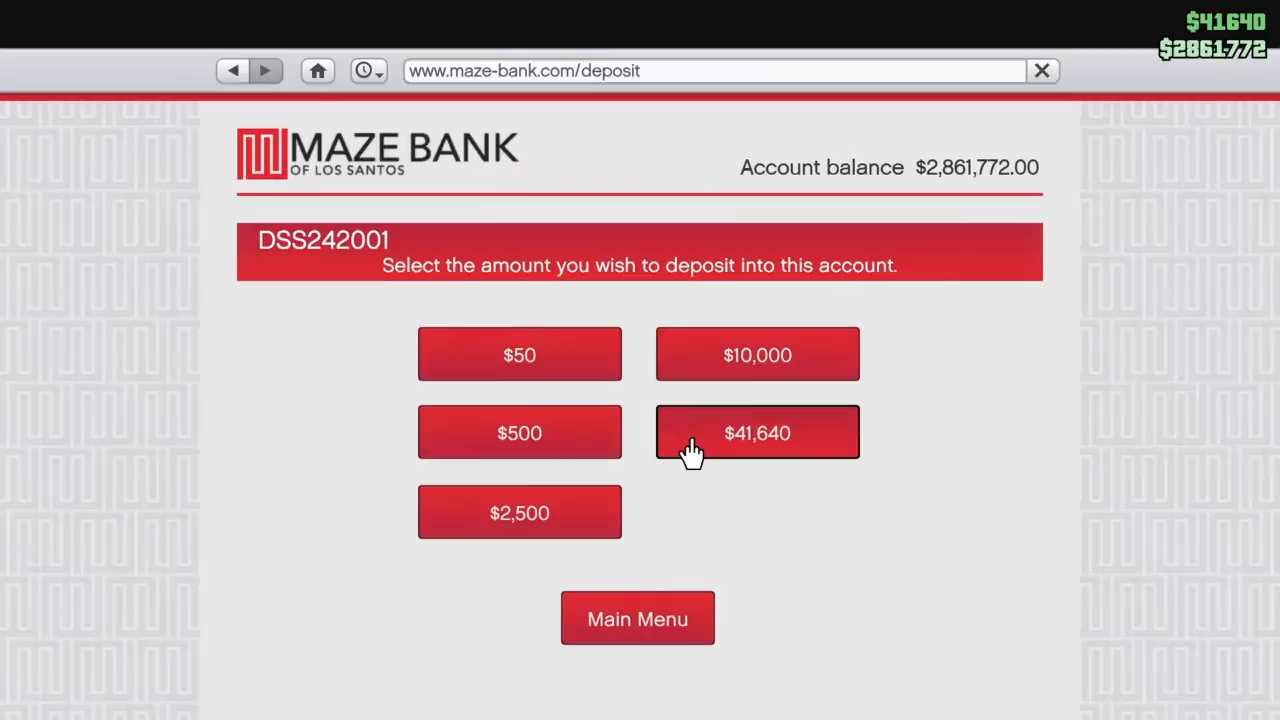 $41640
$2861772
www.maze-bank.com/deposit
MAZE BANK
OF LOS SANTOS
Account balance $2,861,772.00
DSS242001
Select the amount you wish to deposit into this account.
$50
$10,000
$500
$41,640
$2,500
Main Menu